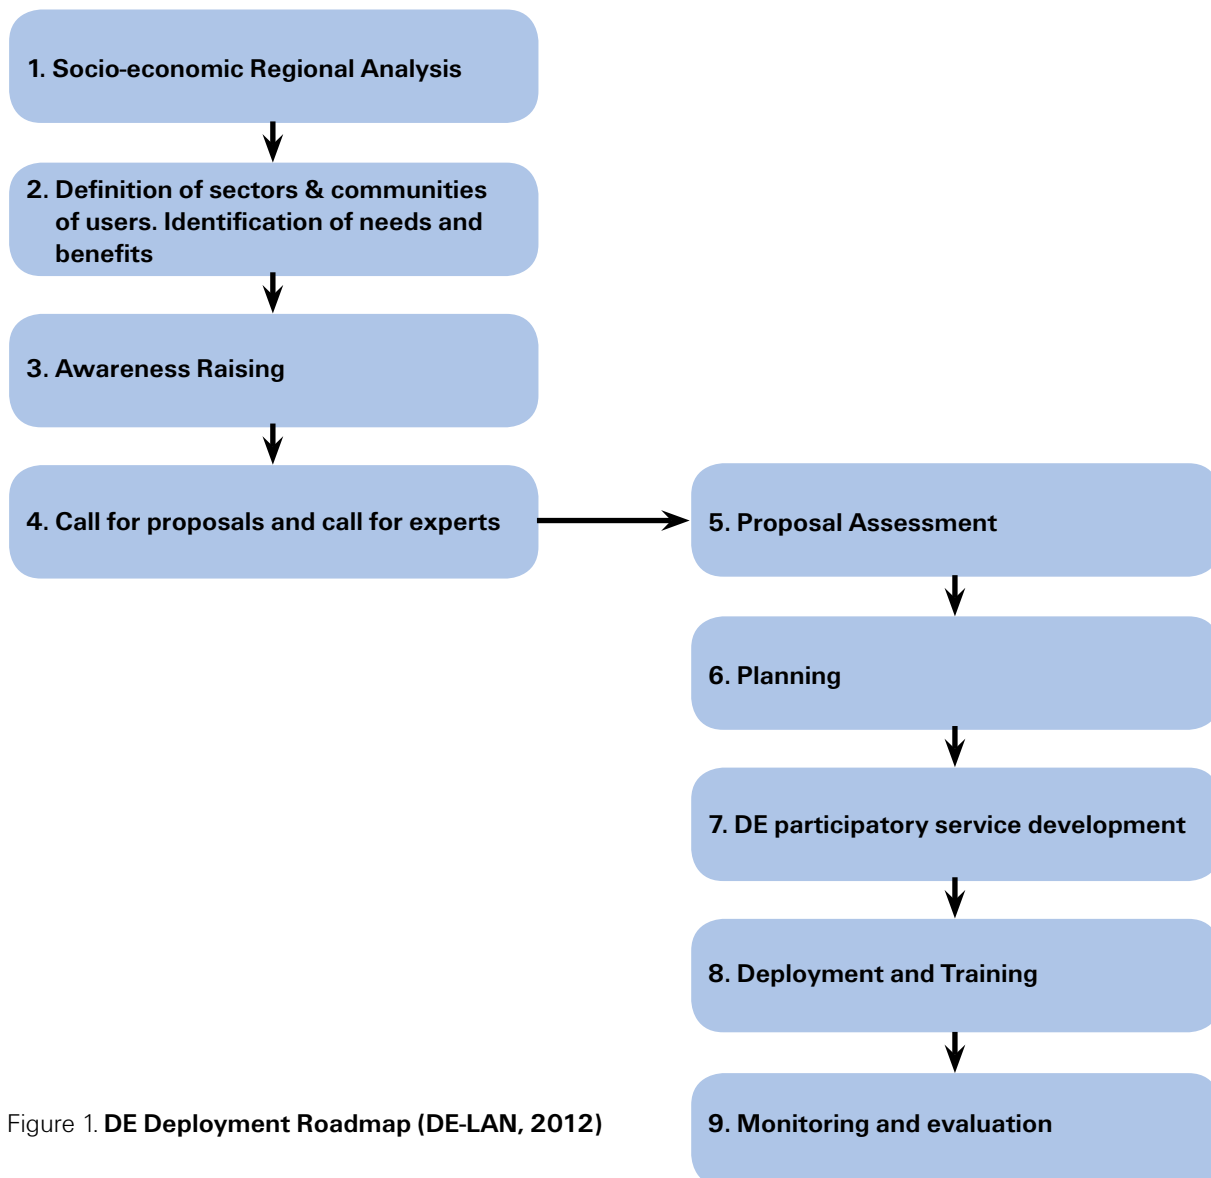 1. Socio-economic Regional Analysis
2. Definition of sectors & communities
of users. Identification of needs and
benefits
3. Awareness Raising
4. Call for proposals and call for experts
5. Proposal Assessment
6. Planning
7. DE participatory service development
8. Deployment and Training
9. Monitoring and evaluation
Figure 1. DE Deployment Roadmap (DE-LAN, 2012)